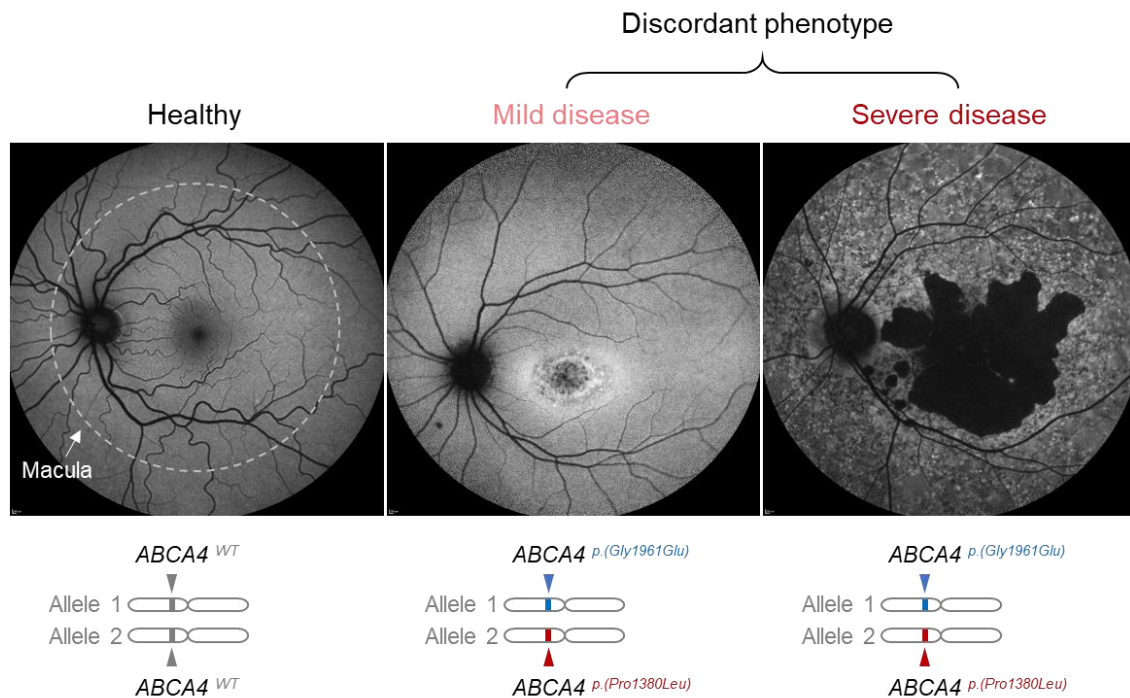 Discordant phenotype
Healthy
Mild disease
Severe disease
Macula
ABCA4 WT
Allele 1
Allele 2
ABCA4 WT
ABCA4 p.(Gly1961Glu)
Allele 1
Allele 2
ABCA4 p.(Pro1380Leu)
ABCA4 p.(Gly1961Glu)
Allele 1
Allele 2
ABCA4 p.(Pro1380Leu)